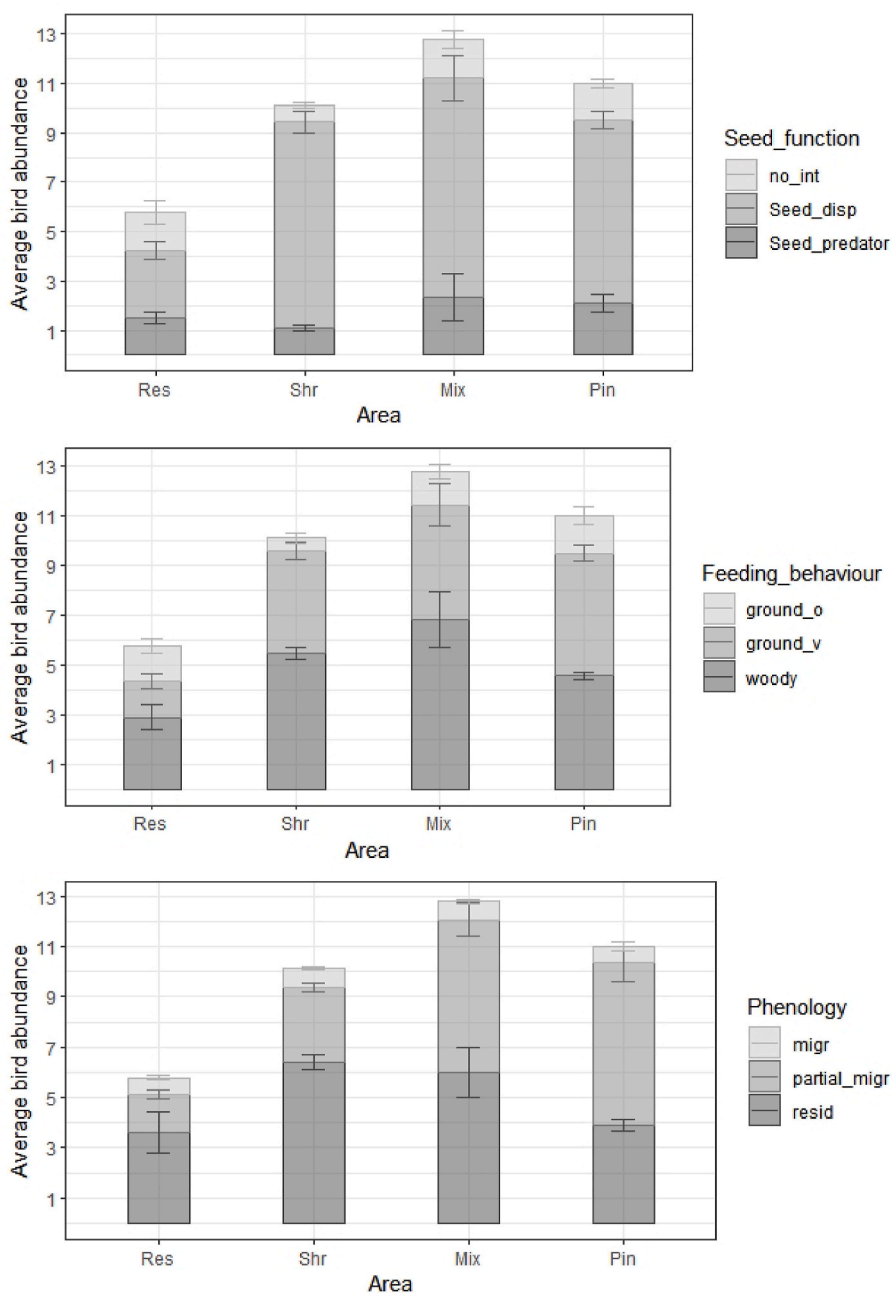 Average bird abundance
13
11
9
7
5
3
1
Res Shr Mix Pin
Area
Seed_function
no_int
Seed_disp
Seed_predator
Average bird abundance
13
11
9
7
5
3
1
Res Shr Mix Pin
Area
Feeding_behaviour
ground_o
ground_v
woody
Average bird abundance
13
11
9
7
5
3
1
Res Shr Mix Pin
Area
Phenology
migr
partial_migr
resid